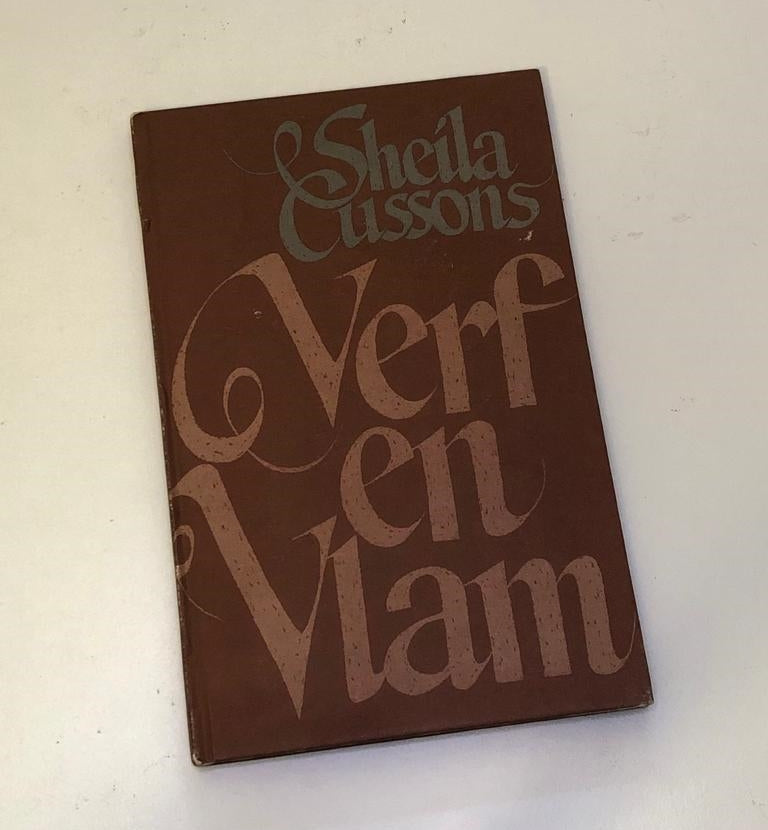 Sheila
Cussons
Verf
en
Vlam